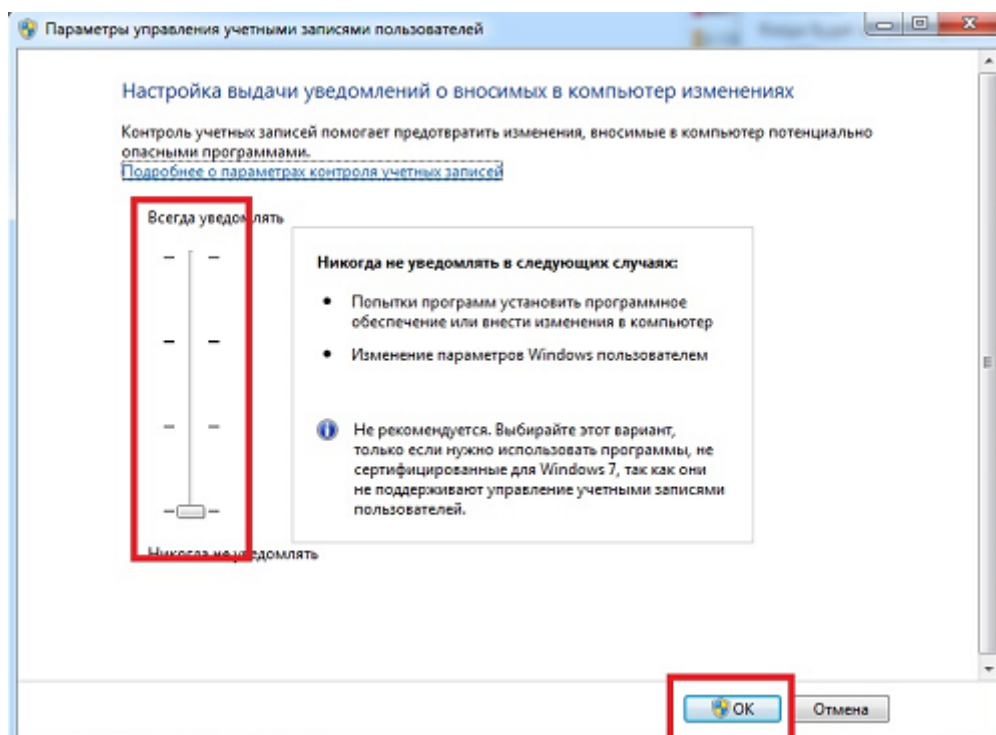 Параметры управления учетными записями пользователей
Настройка выдачи уведомлений о вносимых в компьютер изменениях
Контроль учетных записей помогает предотвратить изменения, вносимые в компьютер потенциально
опасными программами.
Подробнее о параметрах контроля учетных записей
Всегда уведомлять
Никогда не уведомлять в следующих случаях:
Попытки программ установить программное
обеспечение или внести изменения в компьютер
Изменение параметров Windows пользователем
Не рекомендуется. Выбирайте этот вариант,
только если нужно использовать программы, не
сертифицированные для Windows 7, так как они
не поддерживают управление учетными записями
пользователей.
Никогда не уведомлять
OK
Отмена